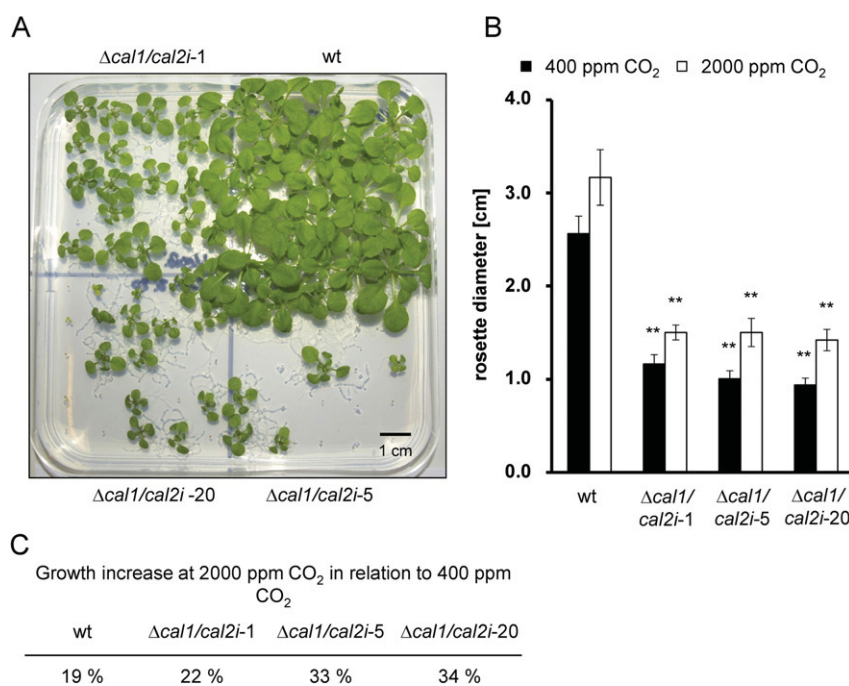 A
Δcal1/cal2i-1 wt
1 cm
Δcal1/cal2i -20 Δcal1/cal2i-5
B
400 ppm CO₂ 2000 ppm CO₂
rosette diameter [cm]
4.0
3.0
2.0
1.0
0.0
** ** ** ** ** **
wt Δcal1/ Δcal1/ Δcal1/
cal2i-1 cal2i-5 cal2i-20
C
Growth increase at 2000 ppm CO₂ in relation to 400 ppm
CO₂
wt Δcal1/cal2i-1 Δcal1/cal2i-5 Δcal1/cal2i-20
19 % 22 % 33 % 34 %